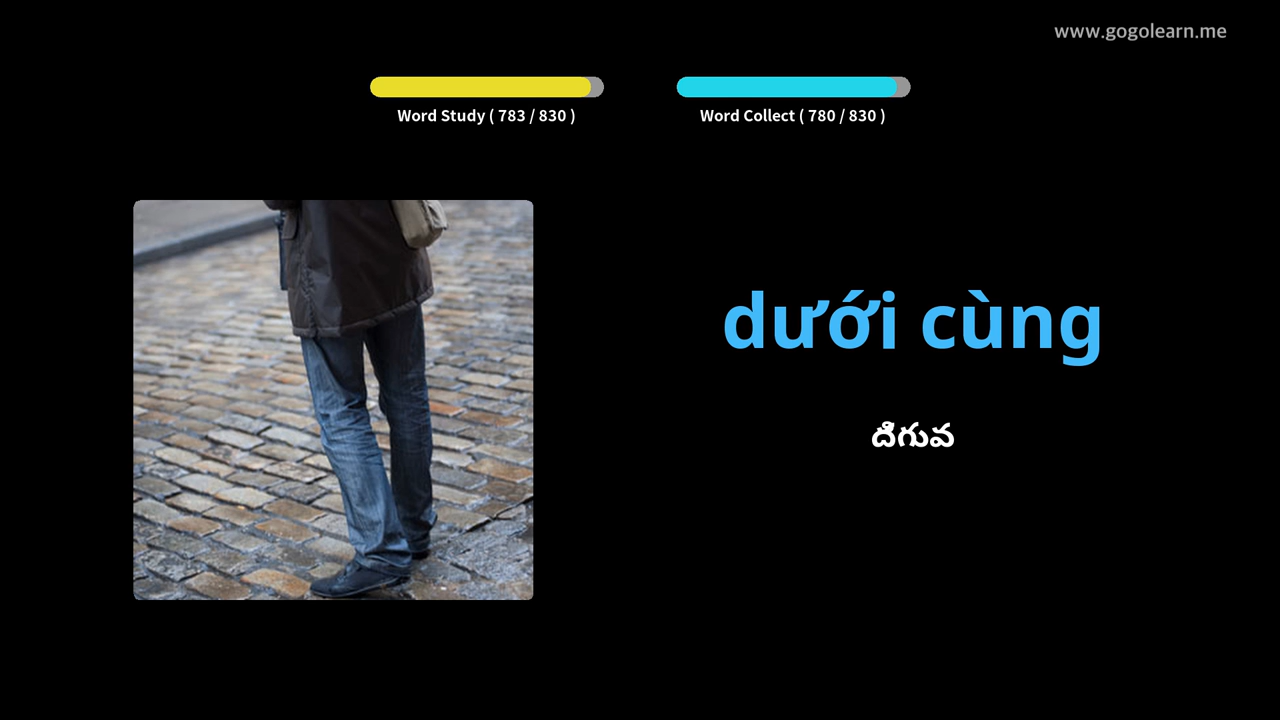 www.gogolearn.me
Word Study ( 783 / 830 )
Word Collect ( 780 / 830 )
dưới cùng
దిగువ